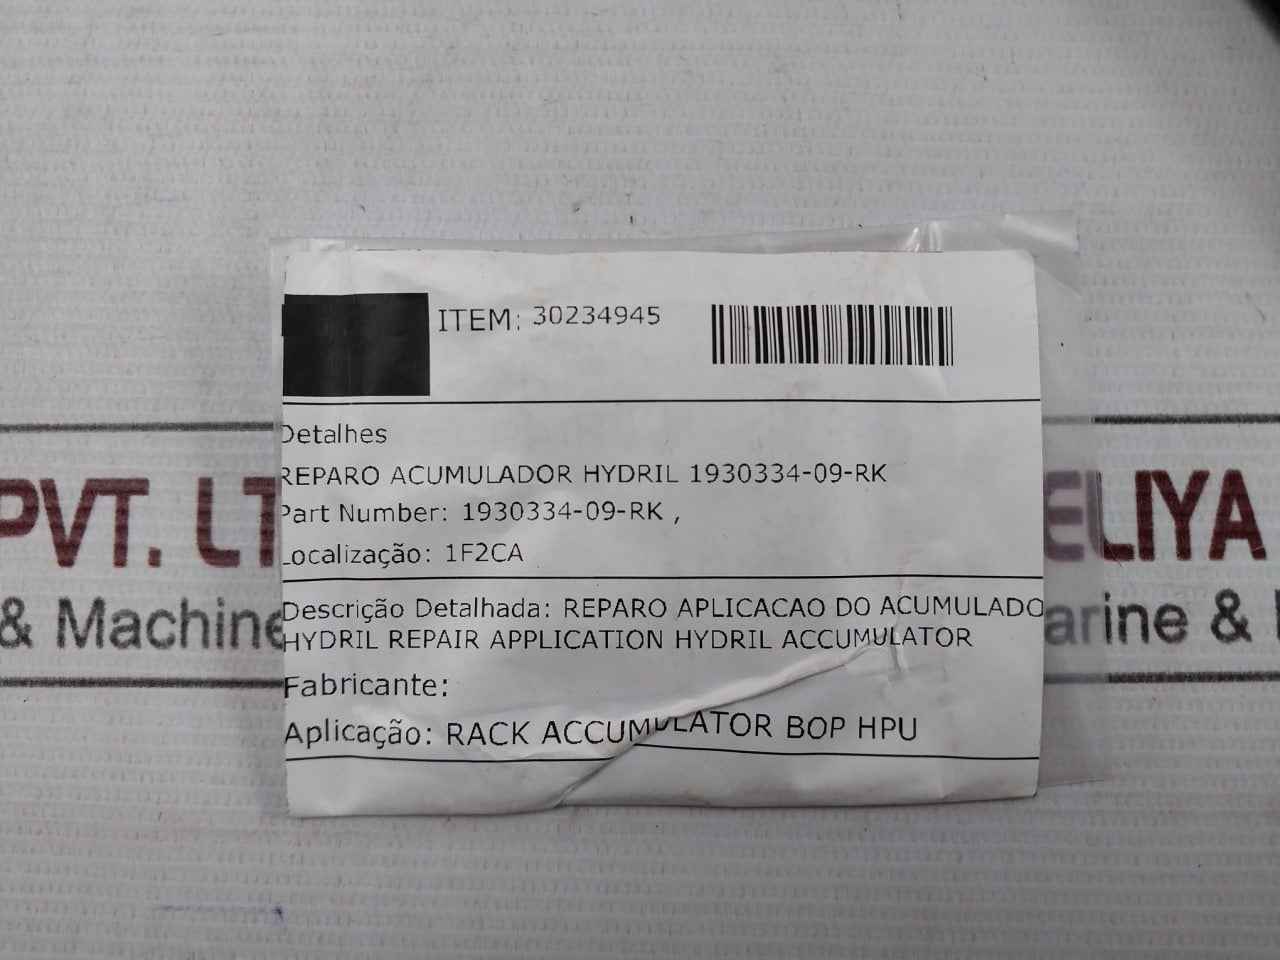 ITEM: 30234945
Detalhes
REPARO ACUMULADOR HYDRIL 1930334-09-RK
Part Number: 1930334-09-RK ,
Localização: 1F2CA
PVT. LT
ELIYA
Descrição Detalhada: REPARO APLICACAO DO ACUMULADO
& Machine
arine &
HYDRIL REPAIR APPLICATION HYDRIL ACCUMULATOR
Fabricante:
Aplicação: RACK ACCUMULATOR BOP HPU